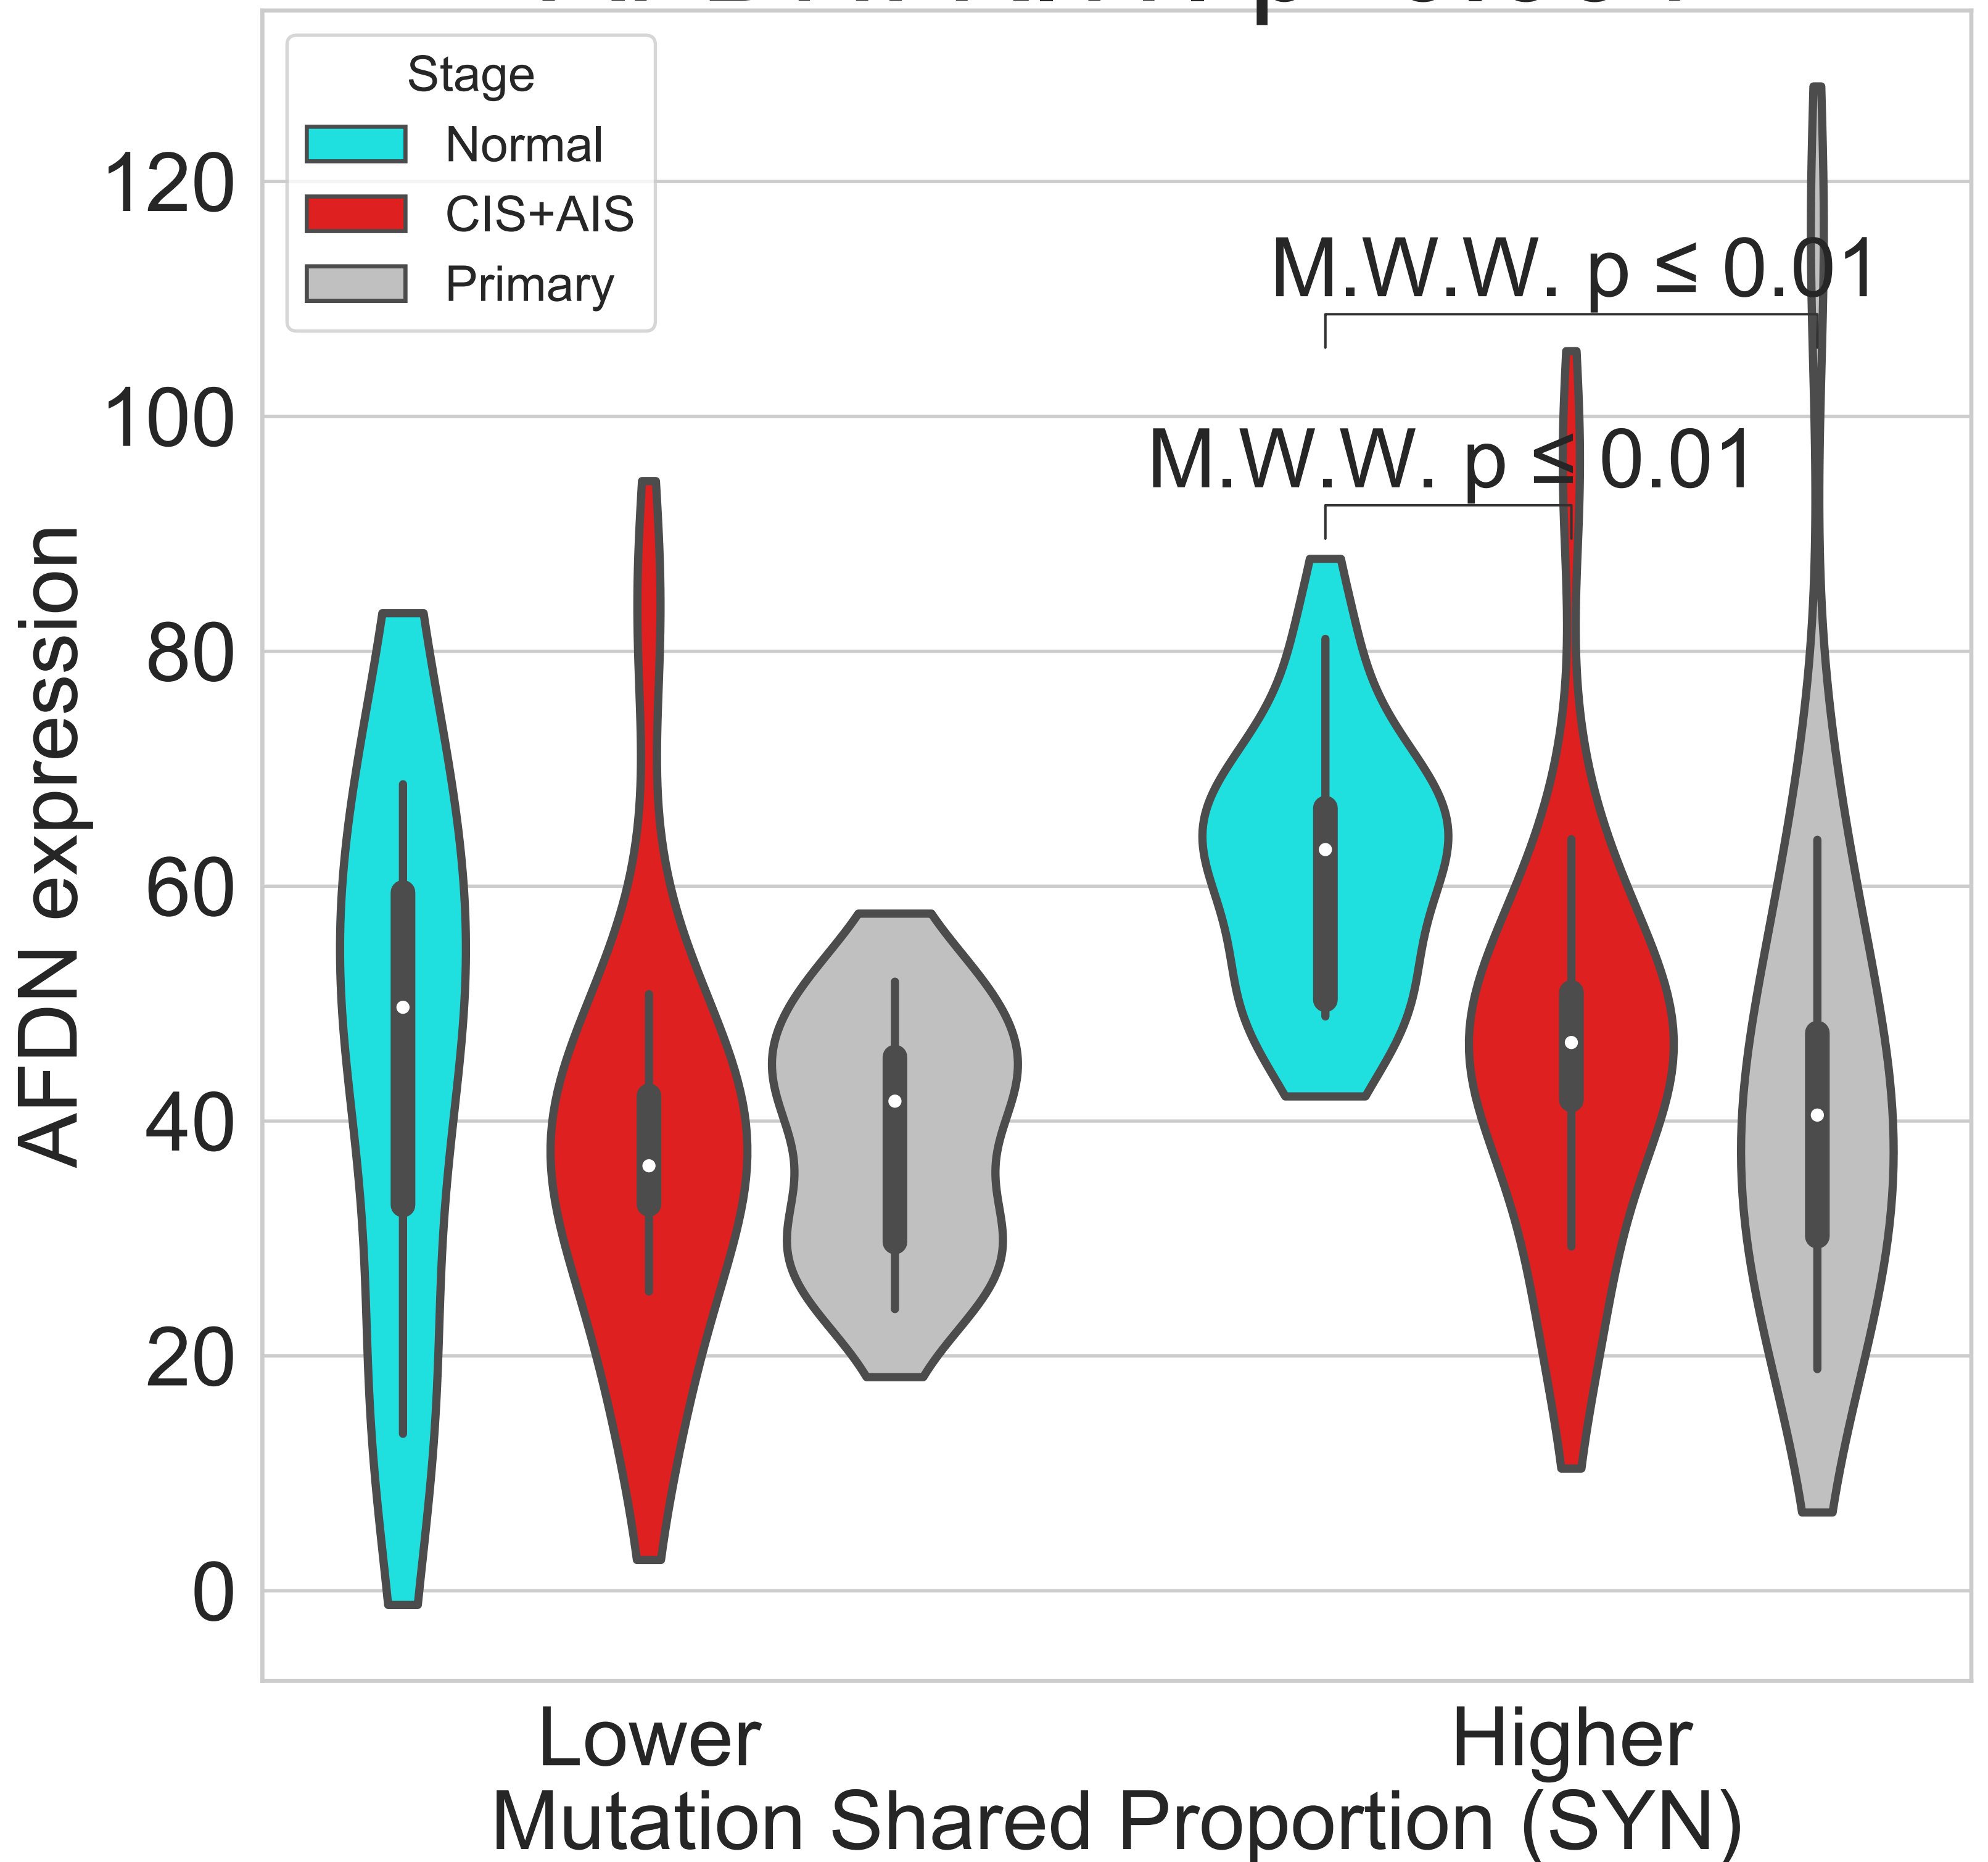 Stage
Normal
CIS+AIS
Primary
120
100
80
60
40
20
0
AFDN expression
M.W.W. p ≤ 0.01
M.W.W. p ≤ 0.01
Lower
Higher
Mutation Shared Proportion (SYN)